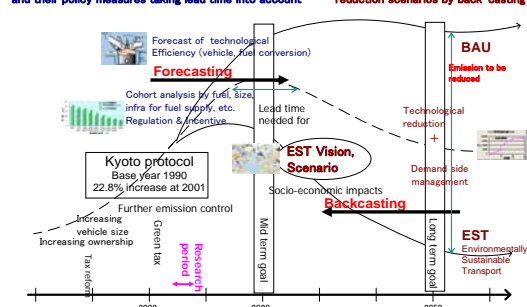 and their policy measures taking lead time into account
reduction scenarios by back casting
Forecast of technological
Efficiency (vehicle, fuel conversion)
Forecasting
Cohort analysis by fuel, size,
infra for fuel supply, etc.
Regulation & Incentive
Lead time
needed for
BAU
Emission to be
reduced
Technological
reduction
+
Demand side
management
Kyoto protocol
Base year 1990
22.8% increase at 2001
EST Vision,
Scenario
Socio-economic impacts
Backcasting
Further emission control
Increasing
vehicle size
Increasing ownership
Tax reform
Green tax
Research
period
Mid term goal
Long term goal
EST
Environmentally
Sustainable
Transport